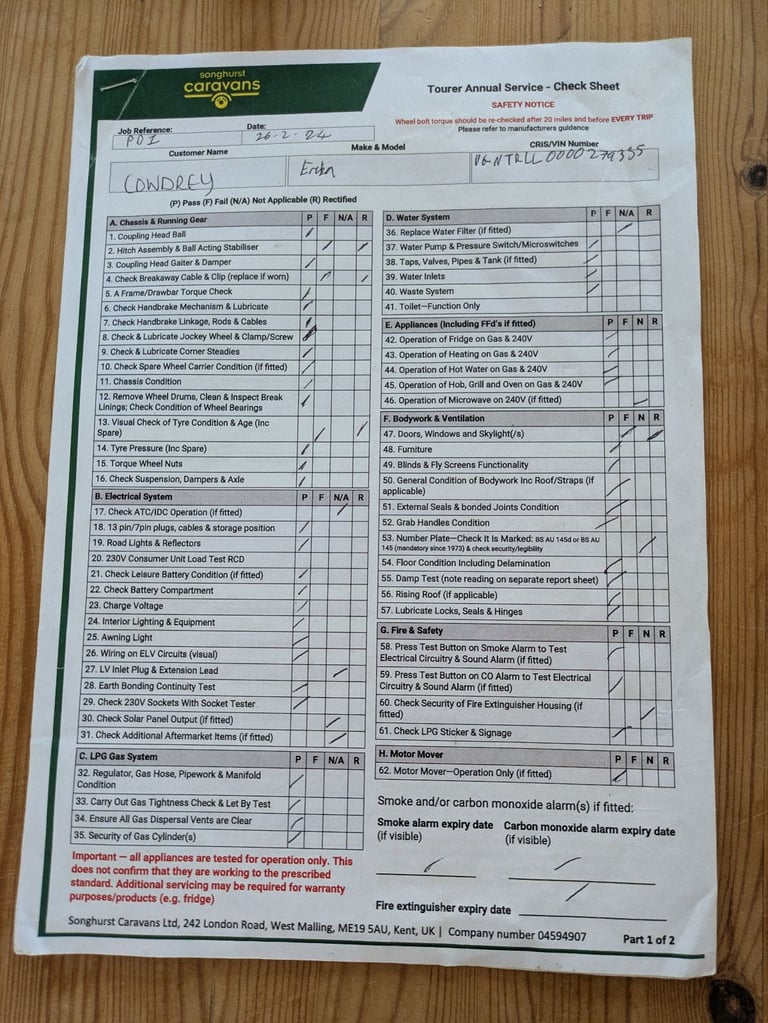 songhurst
caravans
Tourer Annual Service - Check Sheet
SAFETY NOTICE
Wheel bolt torque should be re-checked after 20 miles and before EVERY TRIP
Please refer to manufacturers guidance
Job Reference:
PDI
Date:
26-2-24
Customer Name
COWDREY
Make & Model
CRIS/VIN Number
(P) Pass (F) Fail (N/A) Not Applicable (R) Rectified
A. Chassis & Running Gear P F N/A R
1. Coupling Head Ball
2. Hitch Assembly & Ball Acting Stabiliser
3. Coupling Head Gaiter & Damper
4. Check Breakaway Cable & Clip (replace if worn)
5. A Frame/Drawbar Torque Check
6. Check Handbrake Mechanism & Lubricate
7. Check Handbrake Linkage, Rods & Cables
8. Check & Lubricate Jockey Wheel & Clamp/Screw
9. Check & Lubricate Corner Steadies
10. Check Spare Wheel Carrier Condition (if fitted)
11. Chassis Condition
12. Remove Wheel Drums, Clean & Inspect Break
Linings; Check Condition of Wheel Bearings
13. Visual Check of Tyre Condition & Age (Inc
Spare)
14. Tyre Pressure (Inc Spare)
15. Torque Wheel Nuts
16. Check Suspension, Dampers & Axle
B. Electrical System P F N/A R
17. Check ATC/IDC Operation (if fitted)
18. 13 pin/7pin plugs, cables & storage position
19. Road Lights & Reflectors
20. 230V Consumer Unit Load Test RCD
21. Check Leisure Battery Condition (if fitted)
22. Check Battery Compartment
23. Charge Voltage
24. Interior Lighting & Equipment
25. Awning Light
26. Wiring on ELV Circuits (visual)
27. LV Inlet Plug & Extension Lead
28. Earth Bonding Continuity Test
29. Check 230V Sockets With Socket Tester
30. Check Solar Panel Output (if fitted)
31. Check Additional Aftermarket Items (if fitted)
C. LPG Gas System P F N/A R
32. Regulator, Gas Hose, Pipework & Manifold
Condition
33. Carry Out Gas Tightness Check & Let By Test
34. Ensure All Gas Dispersal Vents are Clear
35. Security of Gas Cylinder(s)
Important – all appliances are tested for operation only. This
does not confirm that they are working to the prescribed
standard. Additional servicing may be required for warranty
purposes/products (e.g. fridge)
D. Water System P F N/A R
36. Replace Water Filter (if fitted)
37. Water Pump & Pressure Switch/Microswitches
38. Taps, Valves, Pipes & Tank (if fitted)
39. Water Inlets
40. Waste System
41. Toilet—Function Only
E. Appliances (Including FFd's if fitted) P F N R
42. Operation of Fridge on Gas & 240V
43. Operation of Heating on Gas & 240V
44. Operation of Hot Water on Gas & 240V
45. Operation of Hob, Grill and Oven on Gas & 240V
46. Operation of Microwave on 240V (if fitted)
F. Bodywork & Ventilation P F N R
47. Doors, Windows and Skylight(/s)
48. Furniture
49. Blinds & Fly Screens Functionality
50. General Condition of Bodywork Inc Roof/Straps (if
applicable)
51. External Seals & bonded Joints Condition
52. Grab Handles Condition
53. Number Plate—Check It Is Marked: BS AU 145d or BS AU
145 (mandatory since 1973) & check security/legibility
54. Floor Condition Including Delamination
55. Damp Test (note reading on separate report sheet)
56. Rising Roof (if applicable)
57. Lubricate Locks, Seals & Hinges
G. Fire & Safety P F N R
58. Press Test Button on Smoke Alarm to Test
Electrical Circuitry & Sound Alarm (if fitted)
59. Press Test Button on CO Alarm to Test Electrical
Circuitry & Sound Alarm (if fitted)
60. Check Security of Fire Extinguisher Housing (if
fitted)
61. Check LPG Sticker & Signage
H. Motor Mover P F N R
62. Motor Mover—Operation Only (if fitted)
Smoke and/or carbon monoxide alarm(s) if fitted:
Smoke alarm expiry date
(if visible)
Carbon monoxide alarm expiry date
(if visible)
Fire extinguisher expiry date
Songhurst Caravans Ltd, 242 London Road, West Malling, ME19 5AU, Kent, UK | Company number 04594907
Part 1 of 2